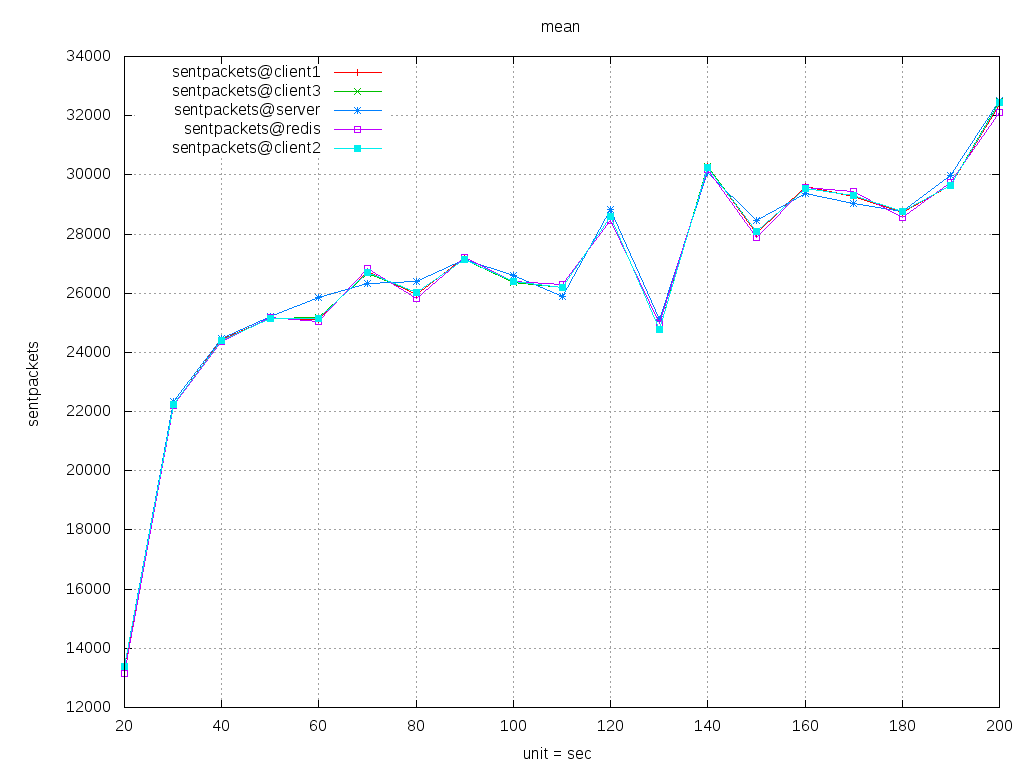 mean
34000
32000
30000
28000
26000
24000
22000
20000
18000
16000
14000
12000
sentpackets
sentpackets@client1
sentpackets@client3
sentpackets@server
sentpackets@redis
sentpackets@client2
20 40 60 80 100 120 140 160 180 200
unit = sec